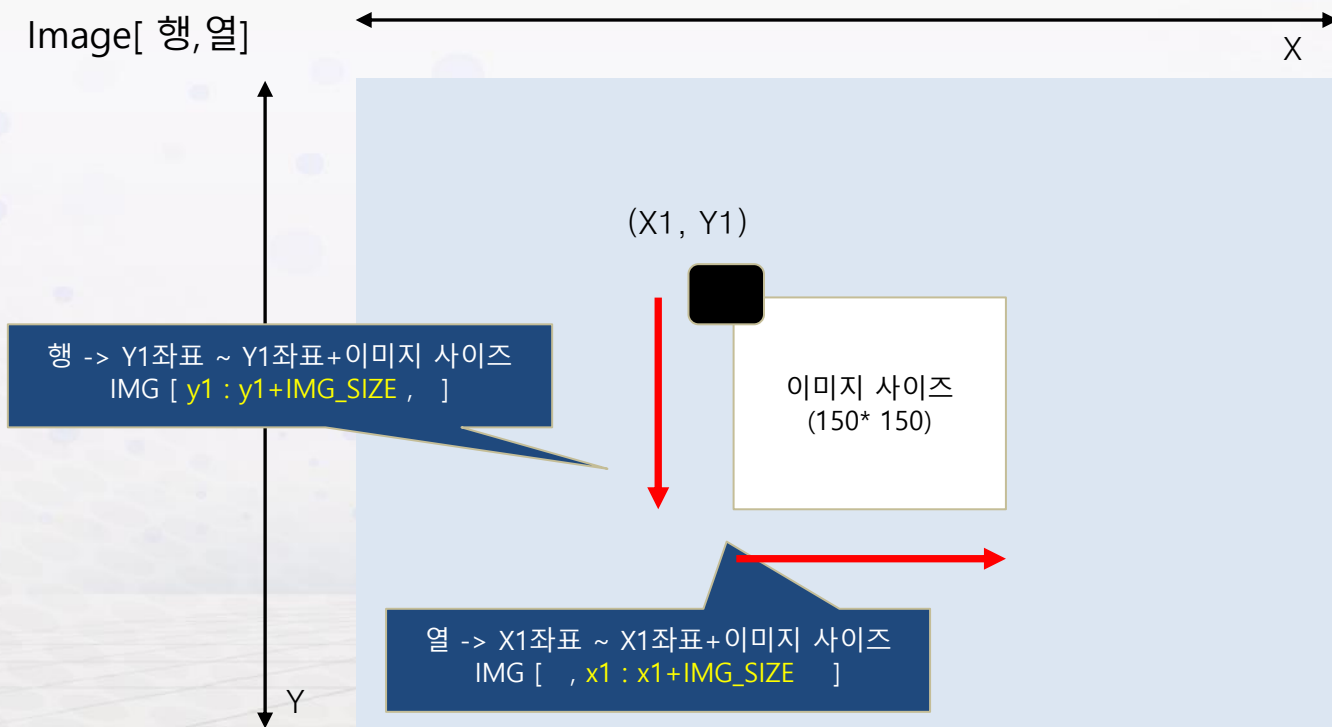 Image[ 행,열]
X
(X1, Y1)
행 -> Y1좌표 ~ Y1좌표+이미지 사이즈
IMG [ y1 : y1+IMG_SIZE ,   ]
이미지 사이즈
(150* 150)
열 -> X1좌표 ~ X1좌표+이미지 사이즈
IMG [   , x1 : x1+IMG_SIZE    ]
Y